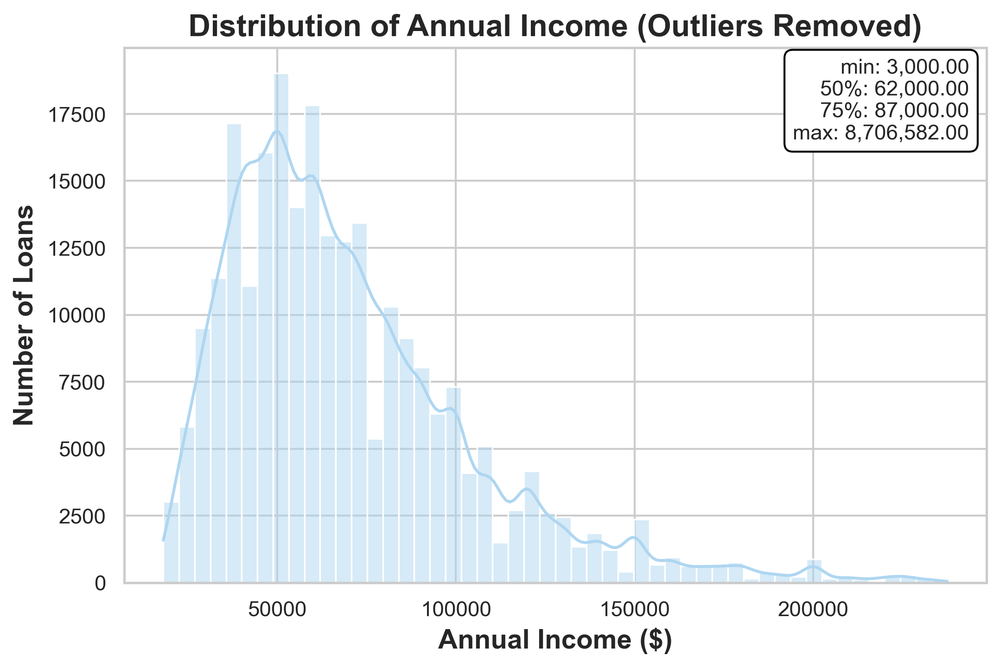 Distribution of Annual Income (Outliers Removed)
min: 3,000.00
50%: 62,000.00
75%: 87,000.00
max: 8,706,582.00
Number of Loans
17500
15000
12500
10000
7500
5000
2500
0
50000
100000
150000
200000
Annual Income ($)